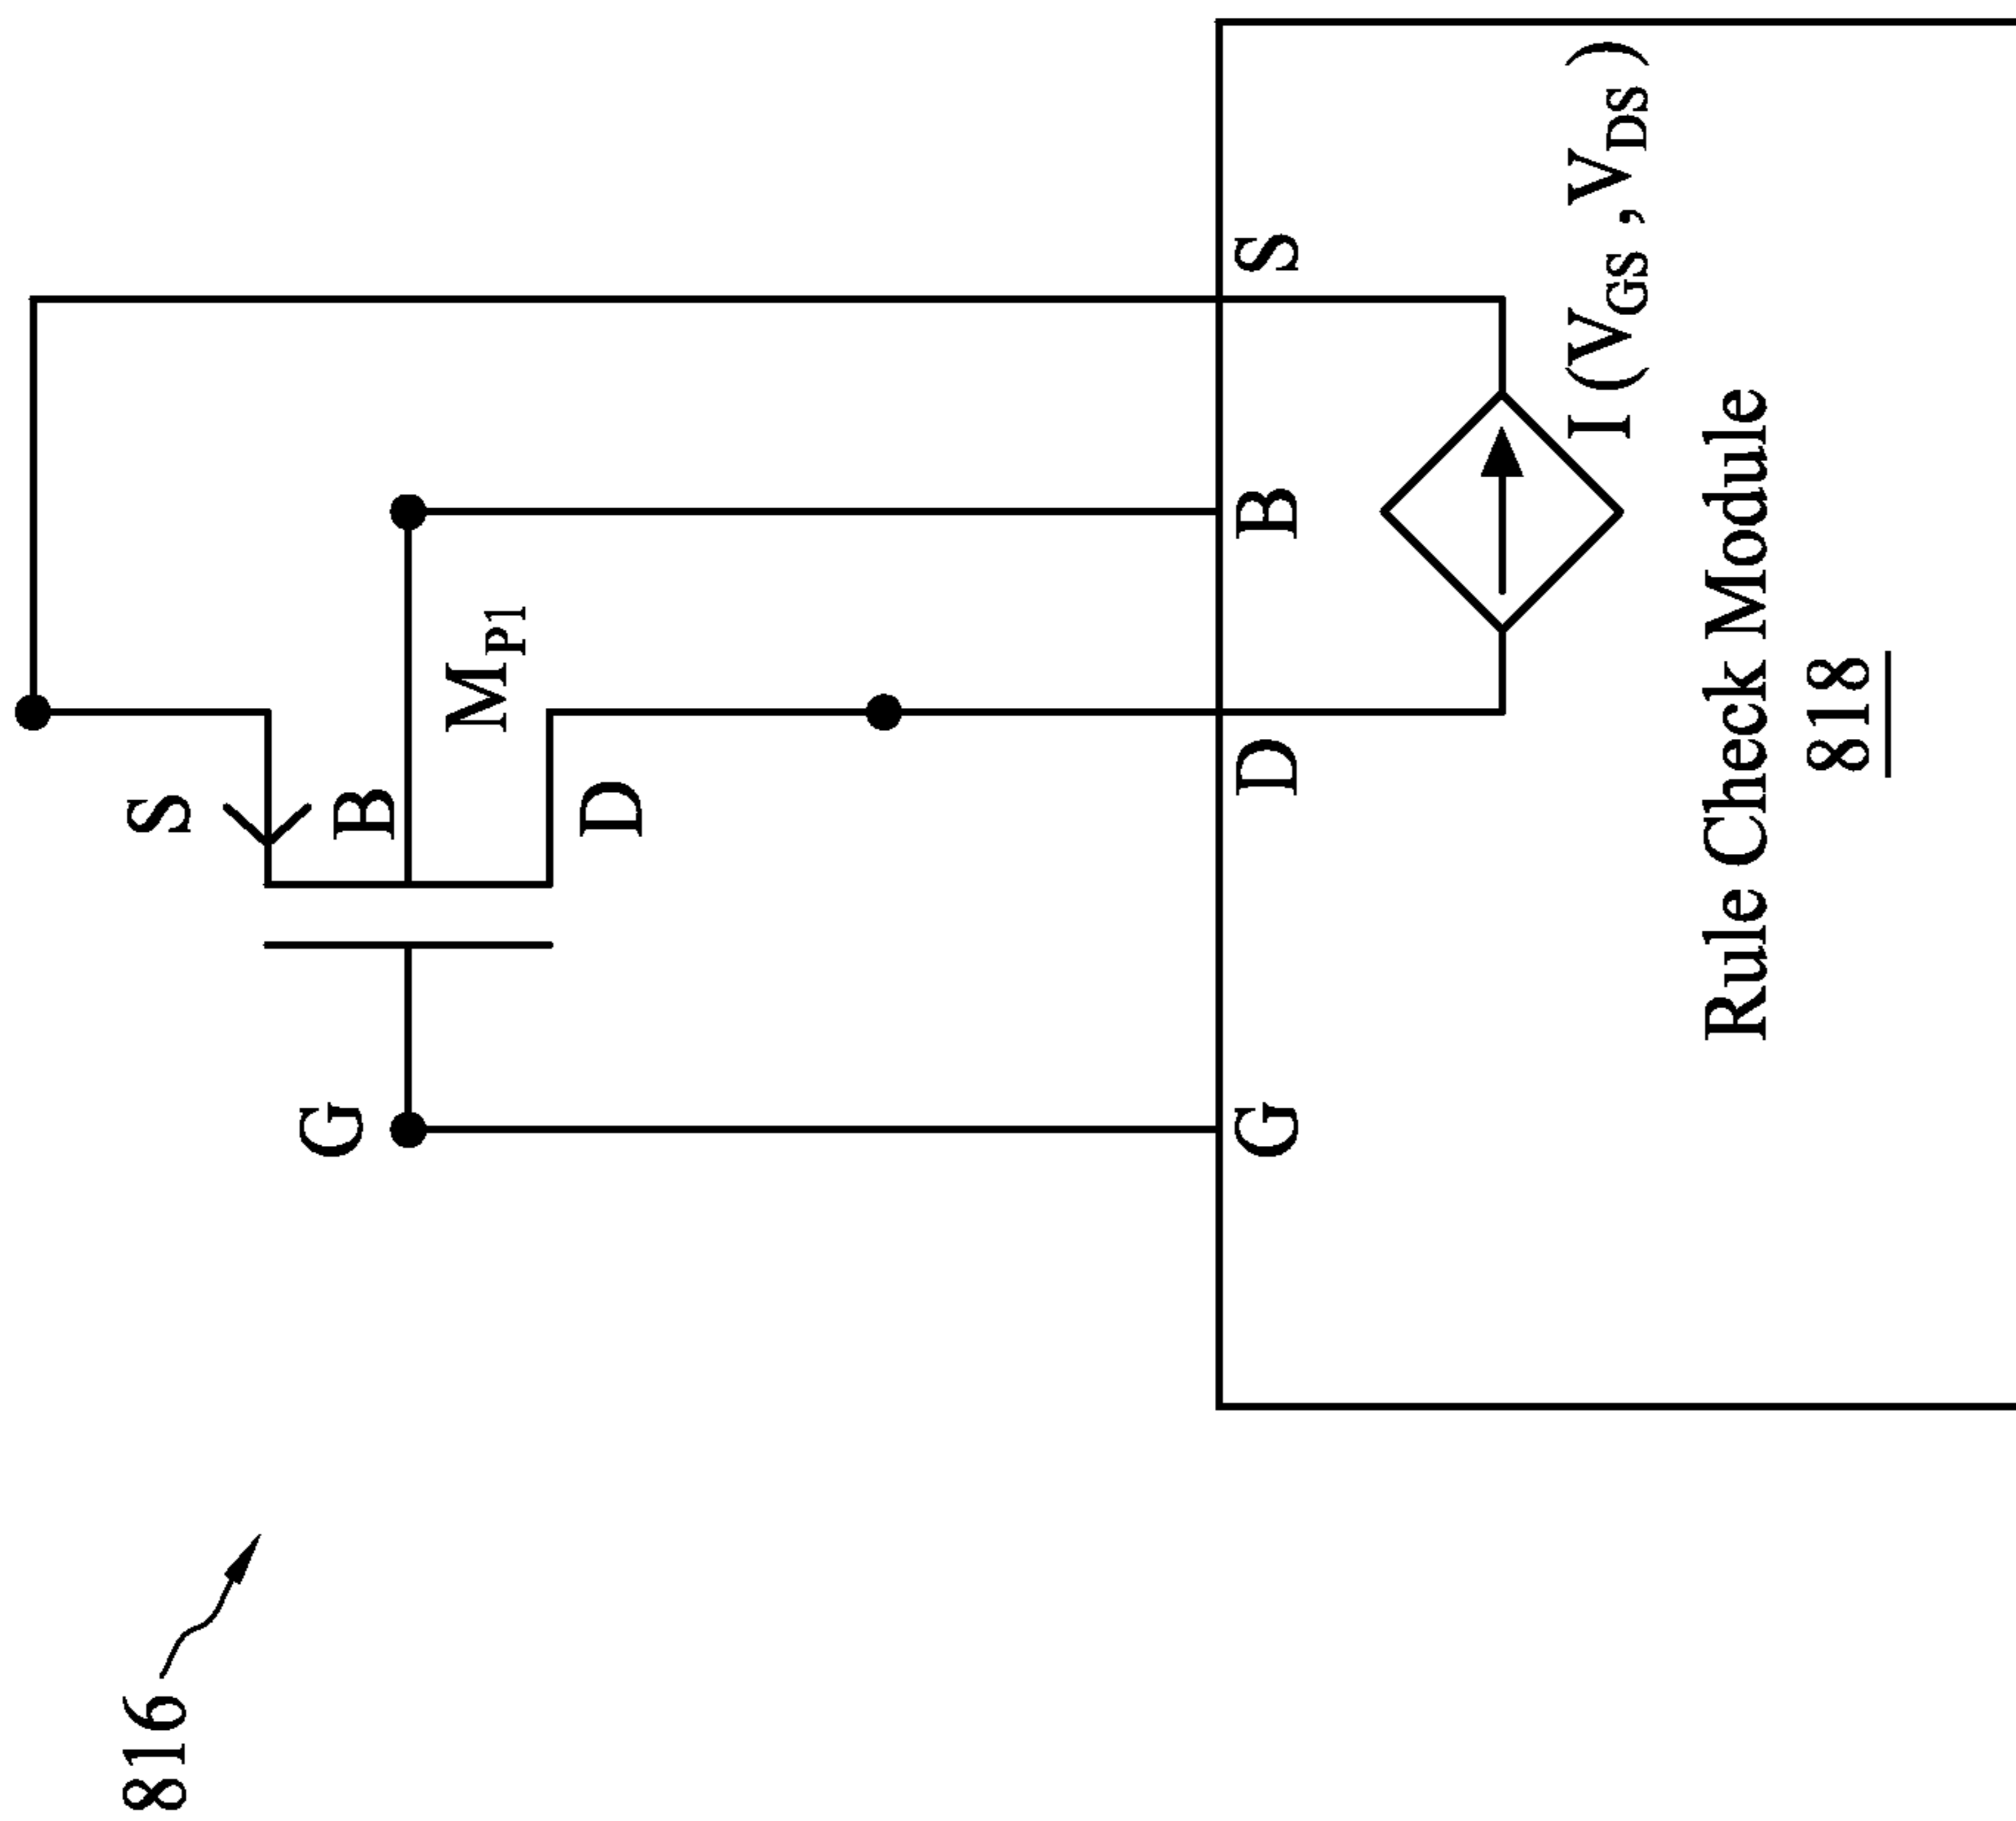 816
G
S
B
D
M_P1
G
D
B
S
I (V_GS , V_DS )
Rule Check Module
818